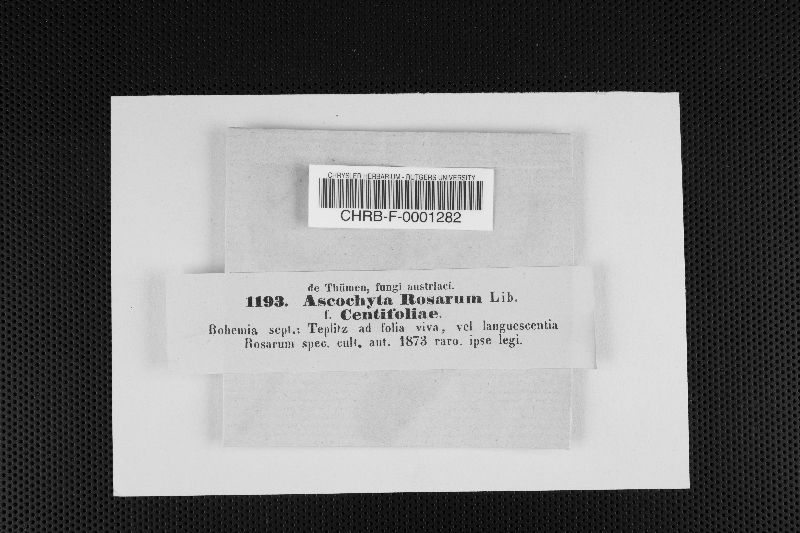 CHRYSLER HERBARIUM - RUTGERS UNIVERSITY
CHRB-F-0001282
de Thümen, fungi austriaci.
1193. Ascochyta Rosarum Lib.
f. Centifoliae.
Bohemia sept.: Teplitz ad folia viva, vel languescentia
Rosarum spec. cult. aut. 1873 raro. ipse legi.